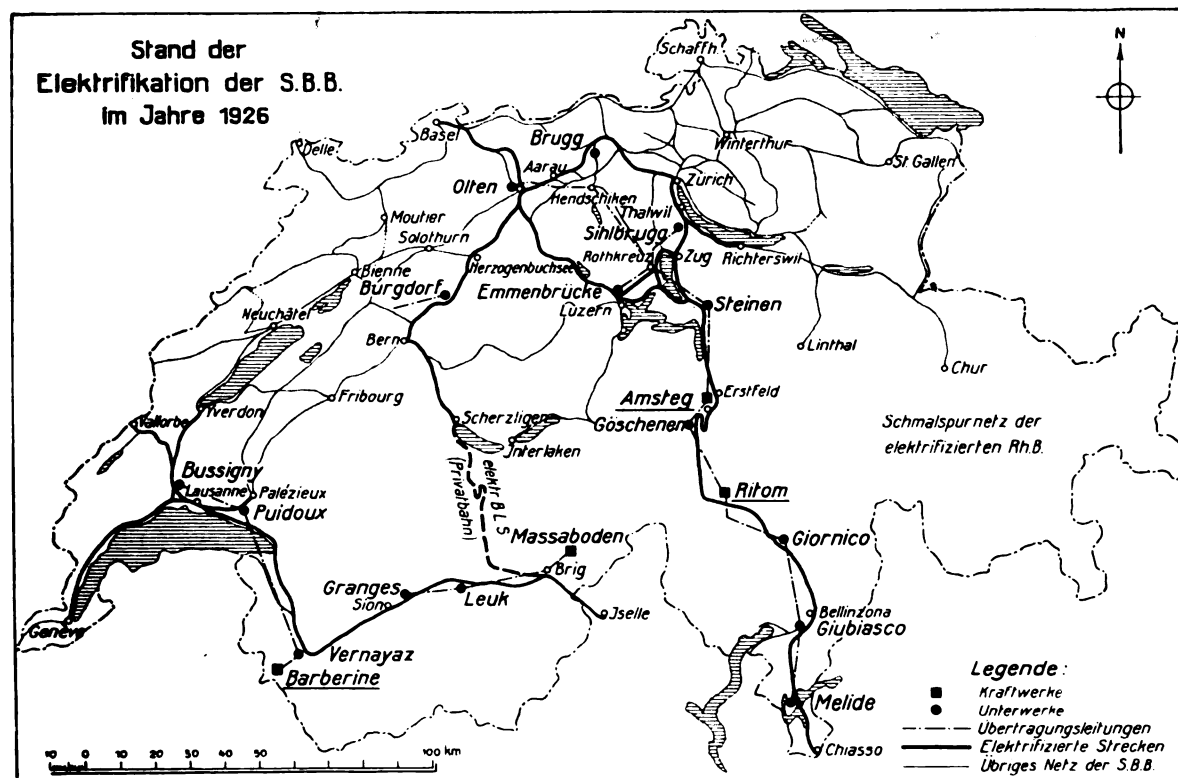 Stand der
Elektrifikation der S.B.B.
im Jahre 1926
N
Schaffh.
Basel
Delle
Brugg
Winterthur
St. Gallen
Aarau
Olten
Zürich
Hendschiken
Thalwil
Moutier
Sihlbrugg
Solothurn
Rothkreuz
Zug
Richterswil
Herzogenbuchsee
Bienne
Burgdorf
Emmenbrücke
Steinen
Luzern
Neuchâtel
Bern
Linthal
Chur
Fribourg
Amsteg
Erstfeld
Yverdon
Vallorbe
Scherzligen
Göschenen
Schmalspurnetz der
elektrifizierten Rh.B.
Interlaken
elektr. B L S
(Privatbahn)
Bussigny
Lausanne
Palézieux
Puidoux
Ritom
Massaboden
Giornico
Brig
Granges
Sion
Leuk
Jselle
Bellinzona
Giubiasco
Genève
Vernayaz
Barberine
Melide
Chiasso
Legende:
Kraftwerke
Unterwerke
Übertragungsleitungen
Elektrifizierte Strecken
Übriges Netz der S.B.B.
10 0 10 20 30 40 50 100 km